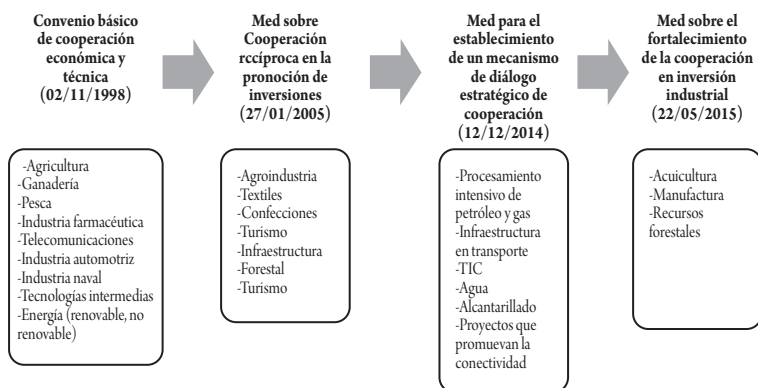 Convenio básico
de cooperación
económica y
técnica
(02/11/1998)
-Agricultura
-Ganadería
-Pesca
-Industria farmacéutica
-Telecomunicaciones
-Industria automotriz
-Industria naval
-Tecnologías intermedias
-Energía (renovable, no
renovable)
Med sobre
Cooperación
rccíproca en la
pronoción de
inversiones
(27/01/2005)
-Agroindustria
-Textiles
-Confecciones
-Turismo
-Infraestructura
-Forestal
-Turismo
Med para el
establecimiento
de un mecanismo
de diálogo
estratégico de
cooperación
(12/12/2014)
-Procesamiento
intensivo de
petróleo y gas
-Infraestructura
en transporte
-TIC
-Agua
-Alcantarillado
-Proyectos que
promuevan la
conectividad
Med sobre el
fortalecimiento
de la cooperación
en inversión
industrial
(22/05/2015)
-Acuicultura
-Manufactura
-Recursos
forestales